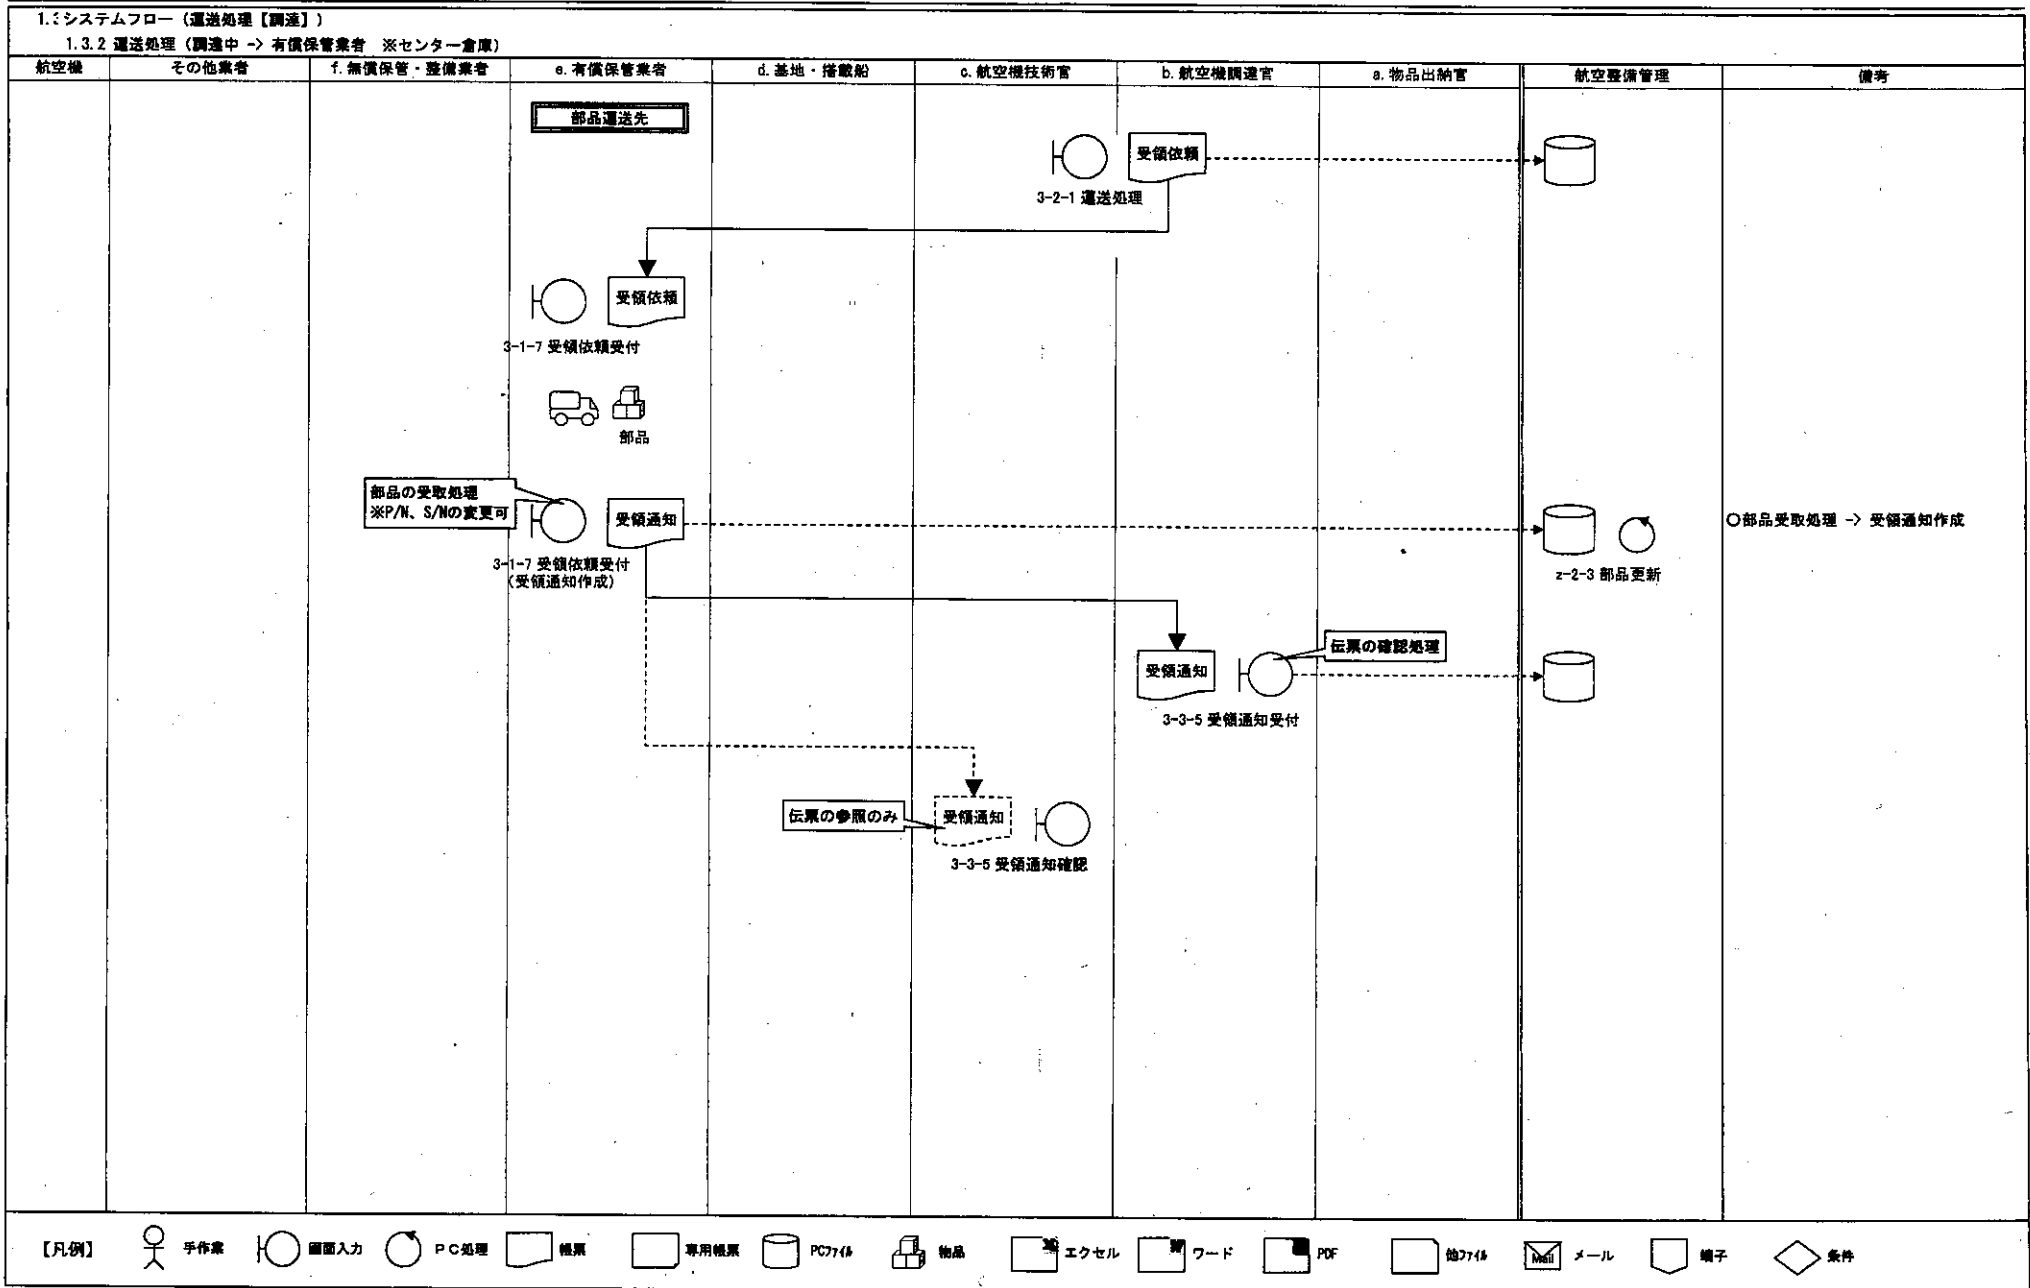 1.3システムフロー（運送処理【調達】）
1.3.2 運送処理（調達中 -> 有償保管業者　※センター倉庫）
航空機
その他業者
f. 無償保管・整備業者
e. 有償保管業者
d. 基地・搭載船
c. 航空機技術官
b. 航空機調達官
a. 物品出納官
航空整備管理
備考
部品運送先
受領依頼
3-2-1 運送処理
受領依頼
3-1-7 受領依頼受付
部品
部品の受取処理
※P/N、S/Nの変更可
受領通知
○部品受取処理 -> 受領通知作成
3-1-7 受領依頼受付
（受領通知作成）
z-2-3 部品更新
伝票の確認処理
受領通知
3-3-5 受領通知受付
伝票の参照のみ
受領通知
3-3-5 受領通知確認
【凡例】
手作業
画面入力
ＰＣ処理
帳票
専用帳票
PCファイル
物品
エクセル
ワード
PDF
他ファイル
Mail
メール
端子
条件